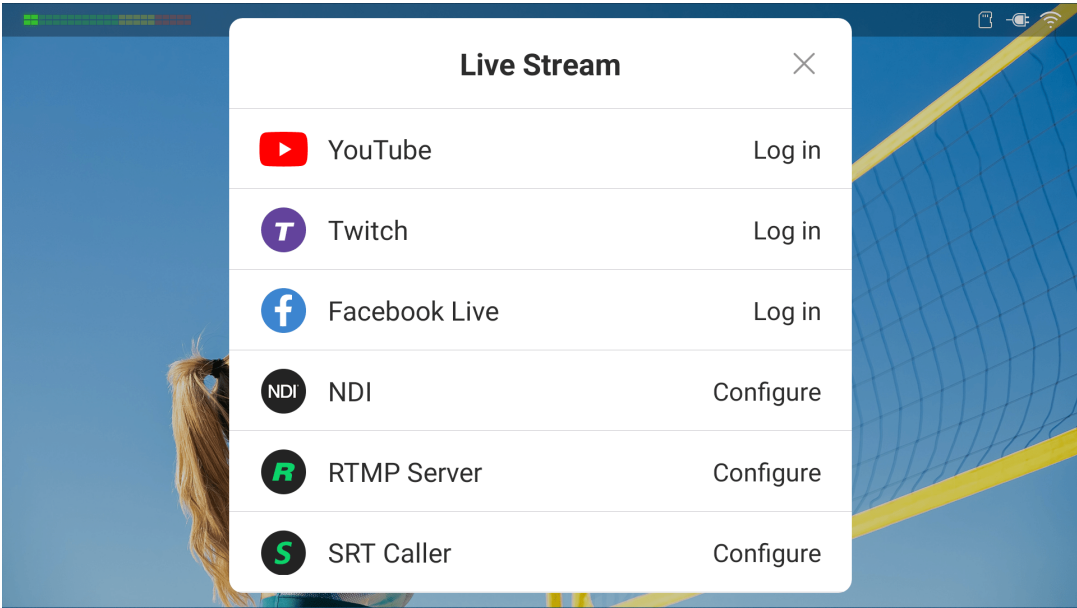 Live Stream
YouTube Log in
T Twitch Log in
f Facebook Live Log in
NDI NDI Configure
R RTMP Server Configure
S SRT Caller Configure